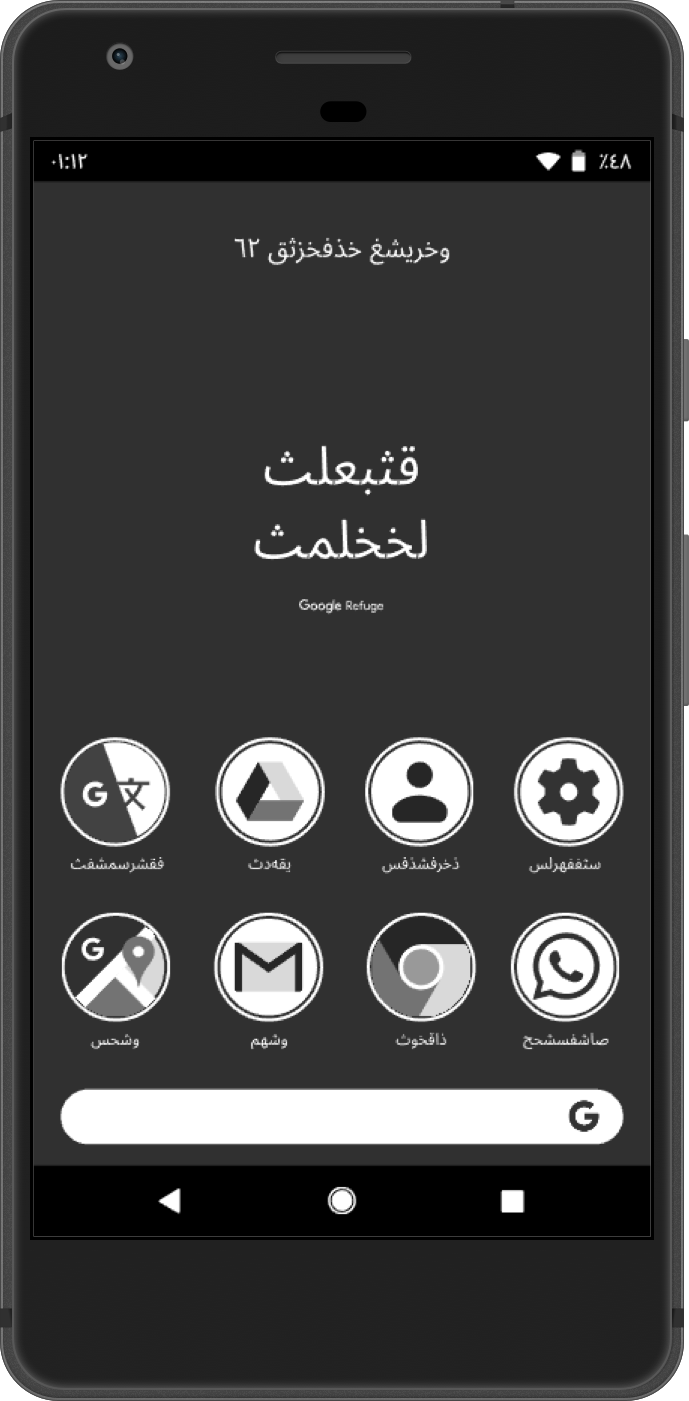 ٠١:١٢
٪٤٨
وخريشغ خذفخزثق ٦٢
قثبعلث
لخخلمث
Google Refuge
G 文
فقشرسمشفث
يقهدث
ذخرفشذفس
سثففهرلس
G
وشحس
وشهم
ذاقخوث
صاشفسشحح
G